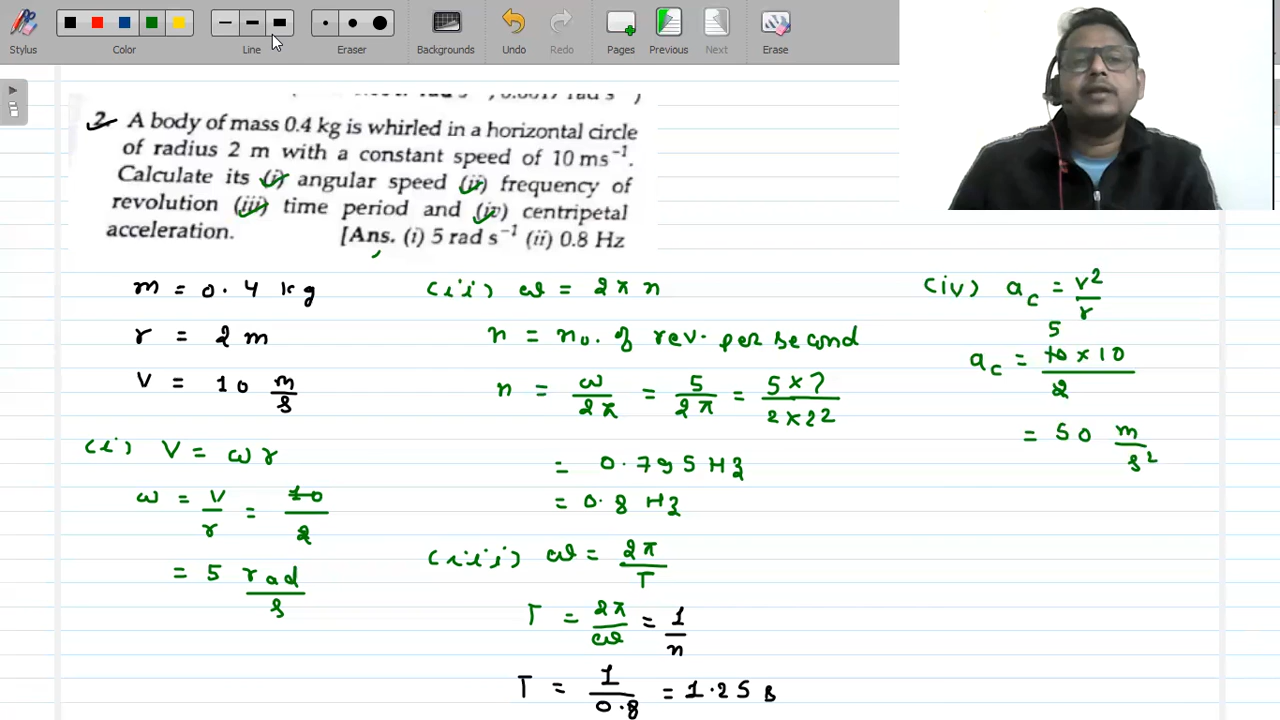 Stylus
Color
Line
Eraser
Backgrounds
Undo
Redo
Pages
Previous
Next
Erase
2. A body of mass 0.4 kg is whirled in a horizontal circle
of radius 2 m with a constant speed of 10 ms⁻¹.
Calculate its (i) angular speed (ii) frequency of
revolution (iii) time period and (iv) centripetal
acceleration. [Ans. (i) 5 rad s⁻¹ (ii) 0.8 Hz
m = 0.4 kg
r = 2 m
v = 10 m/s
(i) V = ωr
ω = v/r = 10/2
= 5 rad/s
(ii) ω = 2πn
n = no. of rev. per second
n = ω/2π = 5/2π = 5×7/2×22
= 0.795 Hz
= 0.8 Hz
(iii) ω = 2π/T
T = 2π/ω = 1/n
T = 1/0.8 = 1.25 s
(iv) a_c = v²/r
5
a_c = 10×10/2
= 50 m/s²